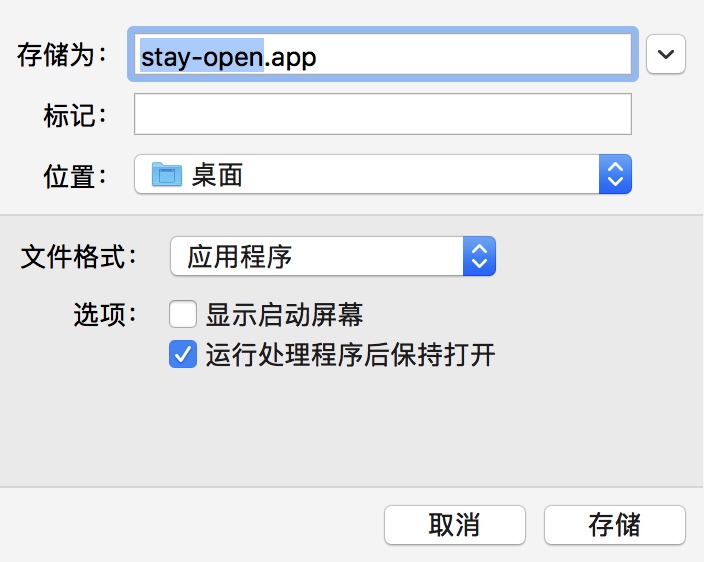 存储为： stay-open.app
标记：
位置： 桌面
文件格式： 应用程序
选项： 显示启动屏幕
运行处理程序后保持打开
取消 存储